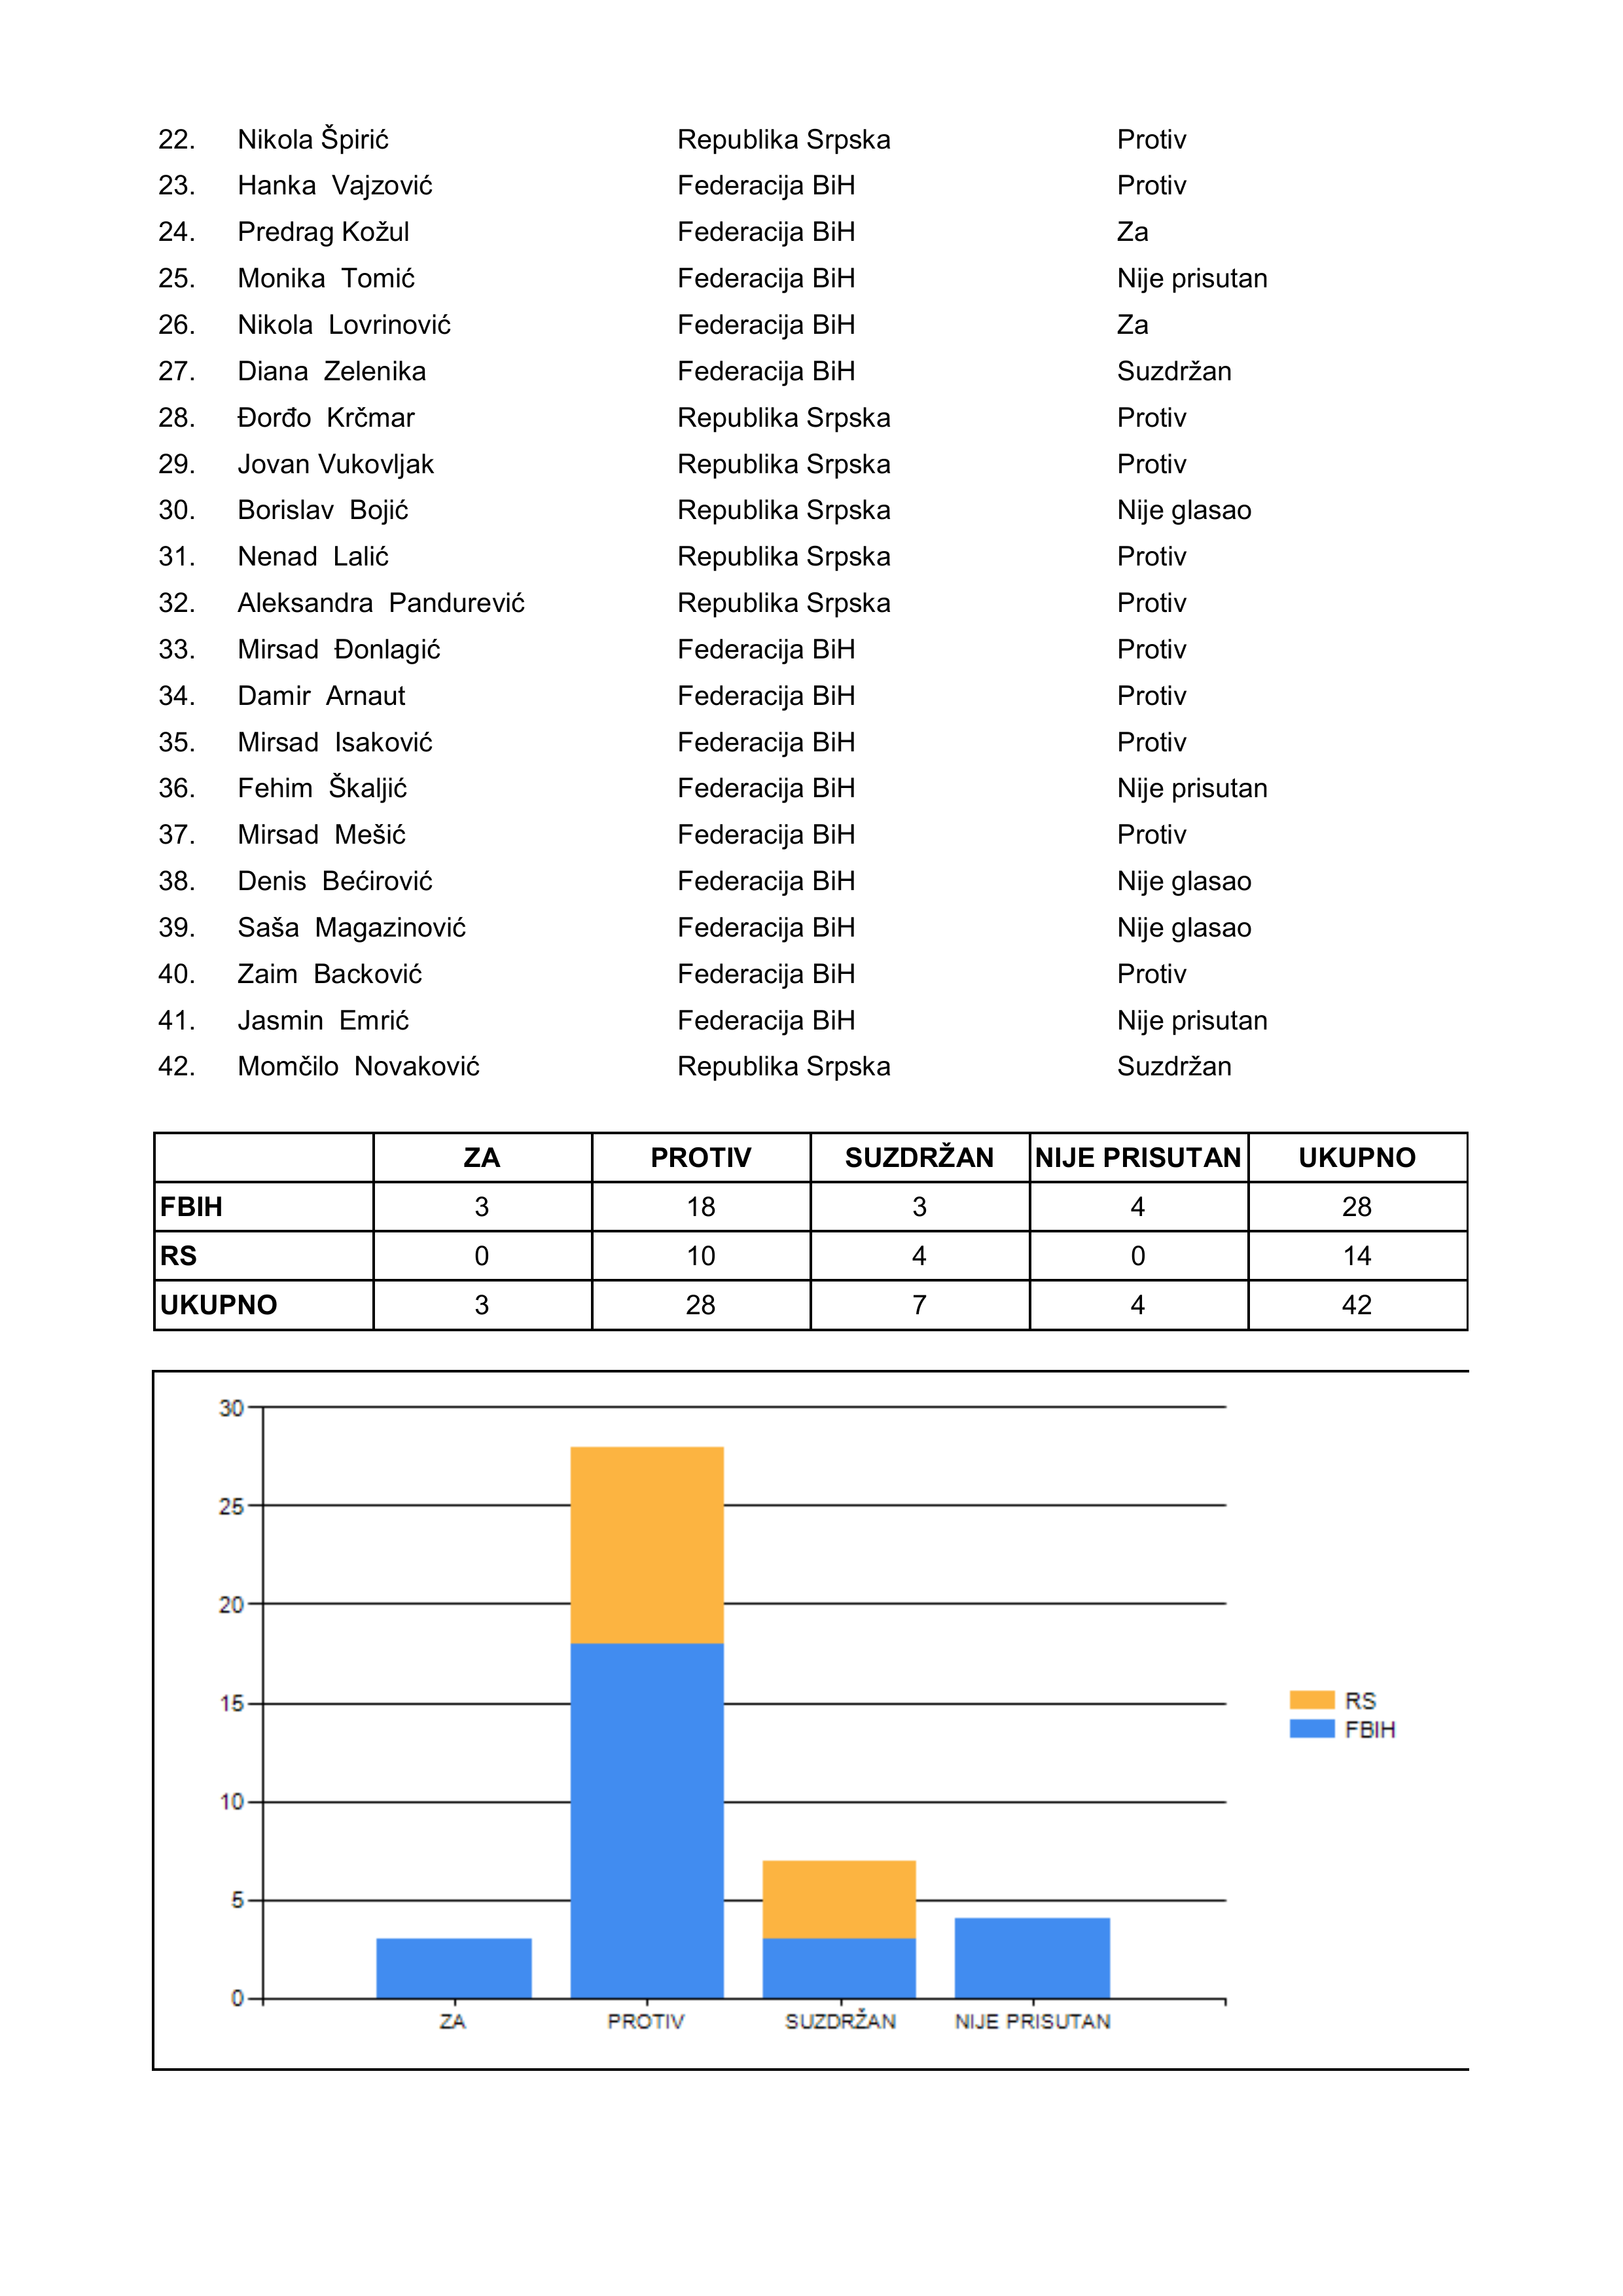 22. Nikola Špirić Republika Srpska Protiv
23. Hanka Vajzović Federacija BiH Protiv
24. Predrag Kožul Federacija BiH Za
25. Monika Tomić Federacija BiH Nije prisutan
26. Nikola Lovrinović Federacija BiH Za
27. Diana Zelenika Federacija BiH Suzdržan
28. Đorđo Krčmar Republika Srpska Protiv
29. Jovan Vukovljak Republika Srpska Protiv
30. Borislav Bojić Republika Srpska Nije glasao
31. Nenad Lalić Republika Srpska Protiv
32. Aleksandra Pandurević Republika Srpska Protiv
33. Mirsad Đonlagić Federacija BiH Protiv
34. Damir Arnaut Federacija BiH Protiv
35. Mirsad Isaković Federacija BiH Protiv
36. Fehim Škaljić Federacija BiH Nije prisutan
37. Mirsad Mešić Federacija BiH Protiv
38. Denis Bećirović Federacija BiH Nije glasao
39. Saša Magazinović Federacija BiH Nije glasao
40. Zaim Backović Federacija BiH Protiv
41. Jasmin Emrić Federacija BiH Nije prisutan
42. Momčilo Novaković Republika Srpska Suzdržan
ZA PROTIV SUZDRŽAN NIJE PRISUTAN UKUPNO
FBIH 3 18 3 4 28
RS 0 10 4 0 14
UKUPNO 3 28 7 4 42
30
25
20
15
10
5
0
ZA PROTIV SUZDRŽAN NIJE PRISUTAN
RS
FBIH